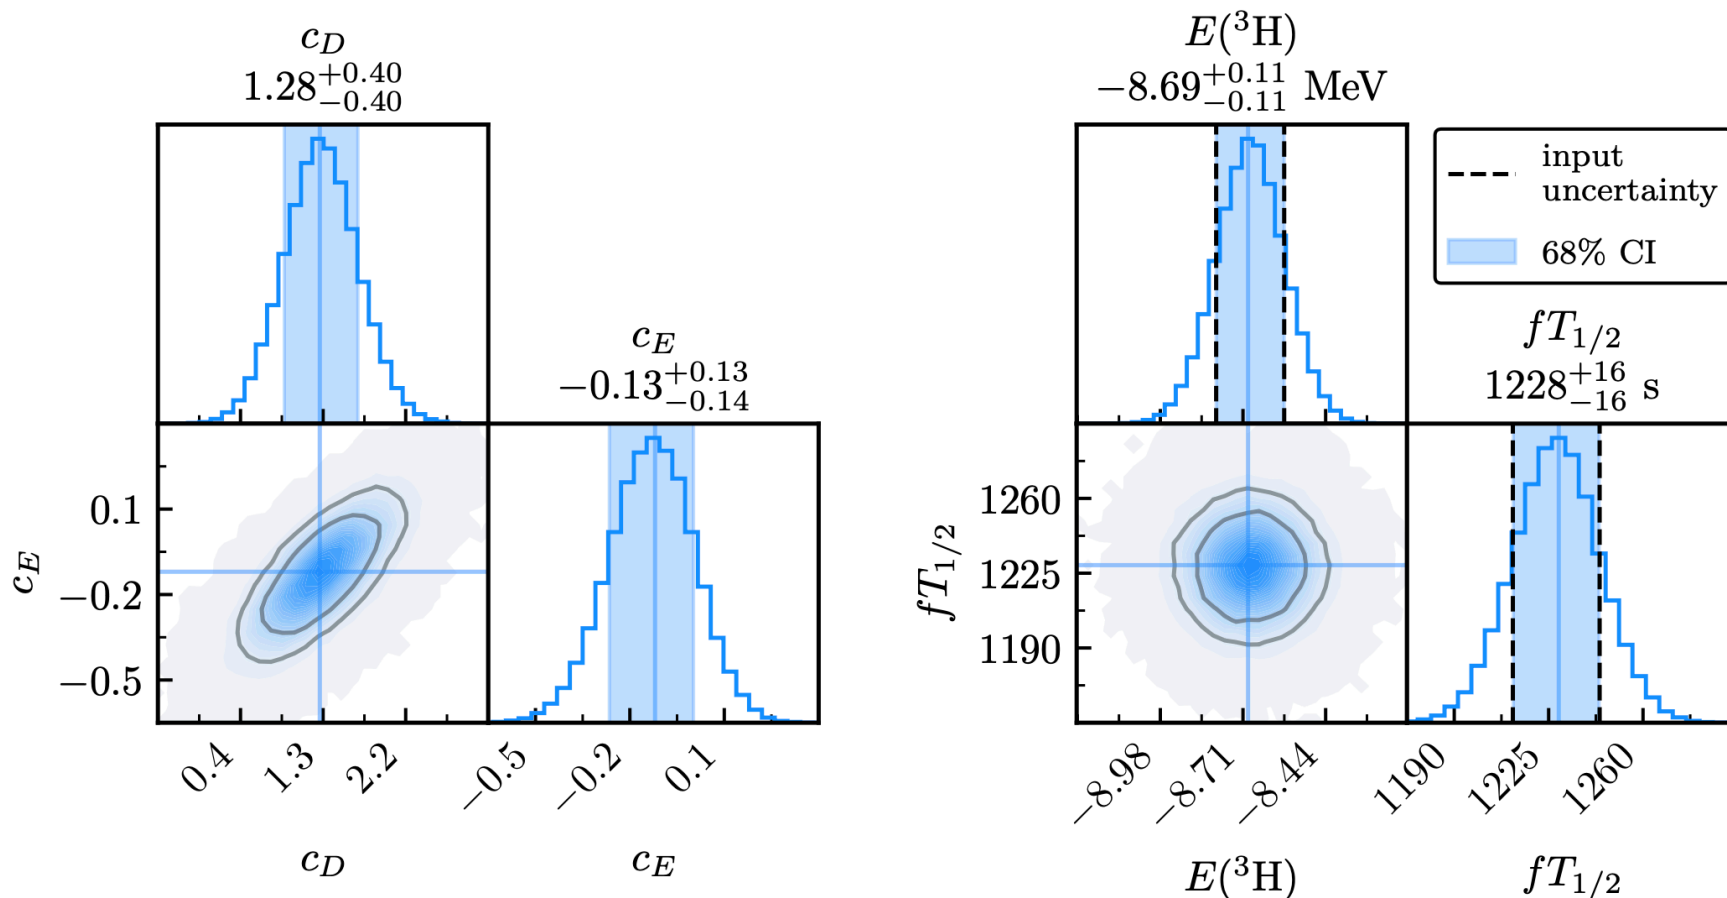 c_D
1.28^{+0.40}_{-0.40}
c_E
−0.13^{+0.13}_{-0.14}
0.1
−0.2
−0.5
c_E
0.4
1.3
2.2
−0.5
−0.2
0.1
c_D
c_E
E(³H)
−8.69^{+0.11}_{-0.11} MeV
input
uncertainty
68% CI
fT_{1/2}
1228^{+16}_{-16} s
1260
1225
1190
fT_{1/2}
−8.98
−8.71
−8.44
1190
1225
1260
E(³H)
fT_{1/2}